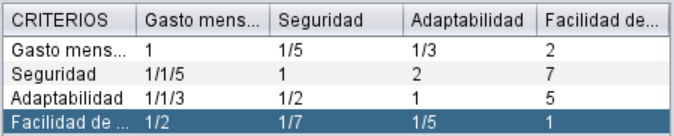 CRITERIOS Gasto mens... Seguridad Adaptabilidad Facilidad de...
Gasto mens... 1 1/5 1/3 2
Seguridad 1/1/5 1 2 7
Adaptabilidad 1/1/3 1/2 1 5
Facilidad de ... 1/2 1/7 1/5 1